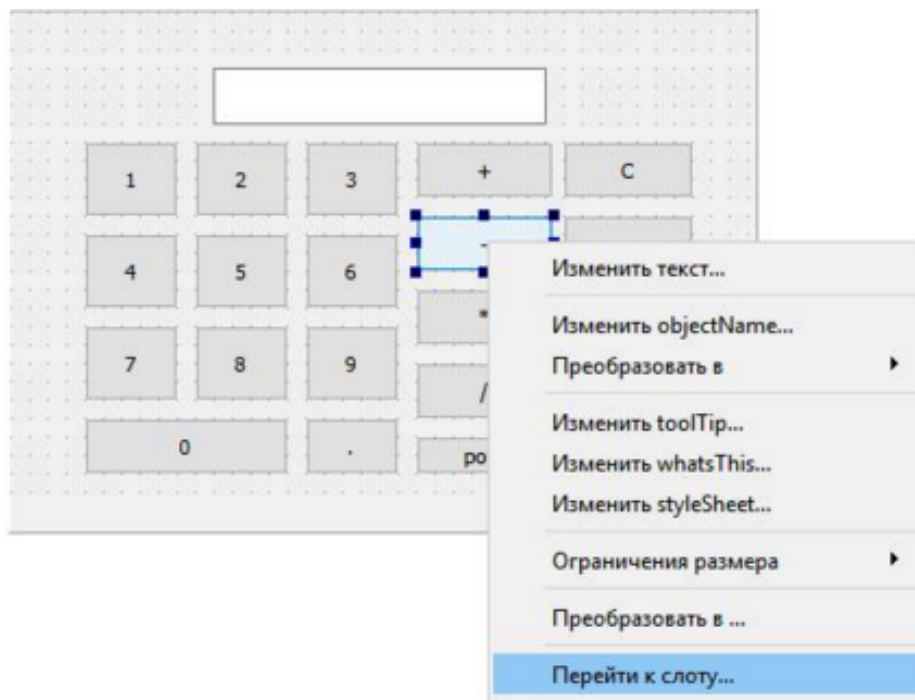 1 2 3 + C
4 5 6 -
Изменить текст...
Изменить objectName...
7 8 9 *
Преобразовать в
/
Изменить toolTip...
0 . po
Изменить whatsThis...
Изменить styleSheet...
Ограничения размера
Преобразовать в ...
Перейти к слоту...